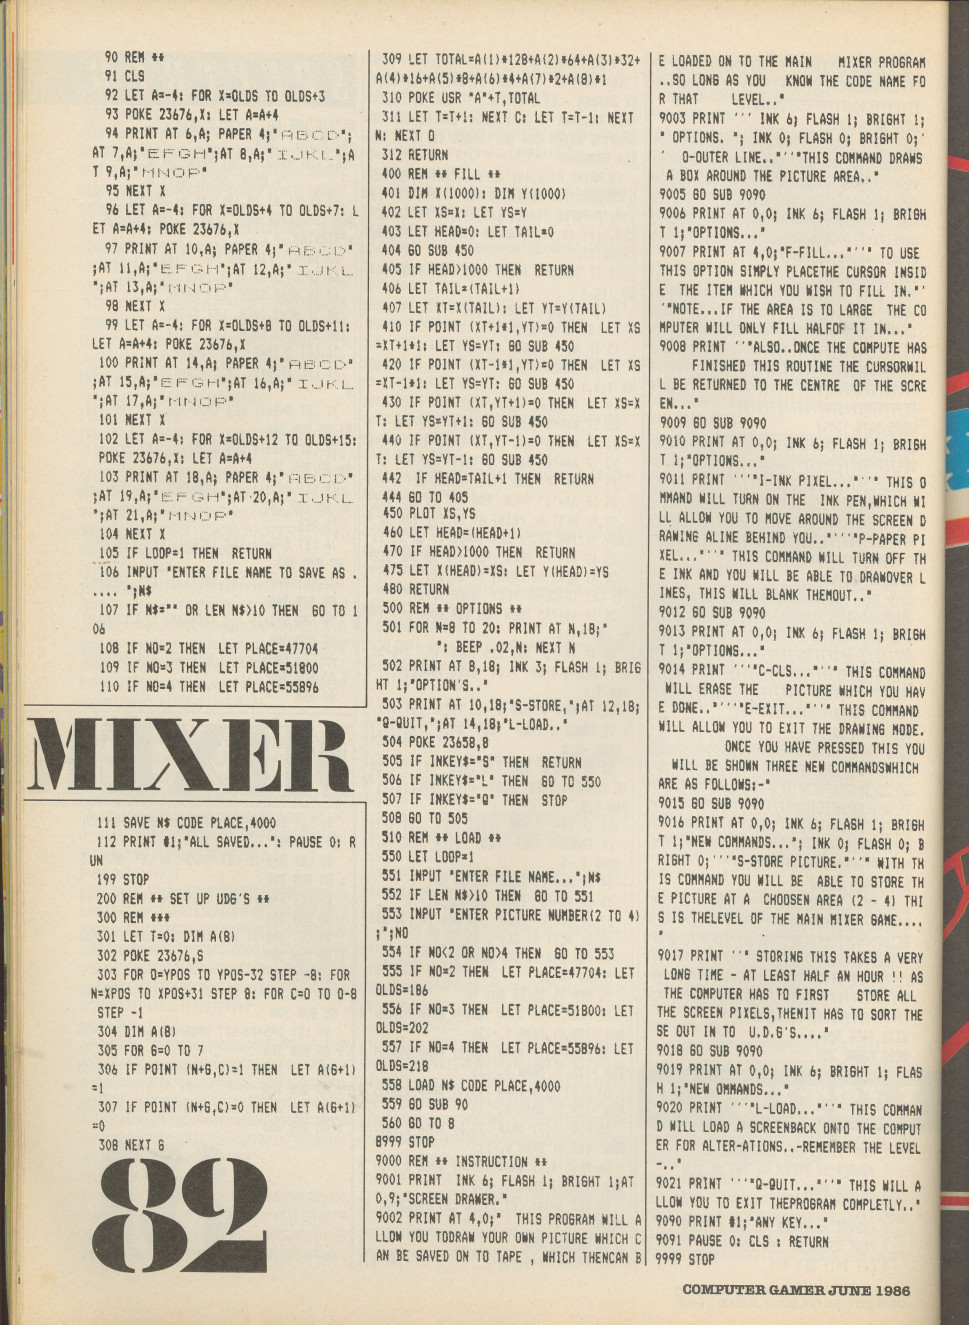 90 REM **
91 CLS
92 LET A=-4: FOR X=OLDS TO OLDS+3
93 POKE 23676,X: LET A=A+4
94 PRINT AT 6,A; PAPER 4;"ABCD";
AT 7,A;"EFGH";AT 8,A;"IJKL";A
T 9,A;"MNOP"
95 NEXT X
96 LET A=-4: FOR X=OLDS+4 TO OLDS+7: L
ET A=A+4: POKE 23676,X
97 PRINT AT 10,A; PAPER 4;"ABCD"
;AT 11,A;"EFGH";AT 12,A;"IJKL
";AT 13,A;"MNOP"
98 NEXT X
99 LET A=-4: FOR X=OLDS+8 TO OLDS+11:
LET A=A+4: POKE 23676,X
100 PRINT AT 14,A; PAPER 4;"ABCD"
;AT 15,A;"EFGH";AT 16,A;"IJKL
";AT 17,A;"MNOP"
101 NEXT X
102 LET A=-4: FOR X=OLDS+12 TO OLDS+15:
POKE 23676,X: LET A=A+4
103 PRINT AT 18,A; PAPER 4;"ABCD"
;AT 19,A;"EFGH";AT 20,A;"IJKL
";AT 21,A;"MNOP"
104 NEXT X
105 IF LOOP=1 THEN RETURN
106 INPUT "ENTER FILE NAME TO SAVE AS .
.... ";N$
107 IF N$="" OR LEN N$>10 THEN GO TO 1
06
108 IF NO=2 THEN LET PLACE=47704
109 IF NO=3 THEN LET PLACE=51800
110 IF NO=4 THEN LET PLACE=55896
MIXER
111 SAVE N$ CODE PLACE,4000
112 PRINT #1;"ALL SAVED...": PAUSE 0: R
UN
199 STOP
200 REM ** SET UP UDG'S **
300 REM ***
301 LET T=0: DIM A(8)
302 POKE 23676,S
303 FOR O=YPOS TO YPOS-32 STEP -8: FOR
N=XPOS TO XPOS+31 STEP 8: FOR C=O TO O-8
STEP -1
304 DIM A(8)
305 FOR G=0 TO 7
306 IF POINT (N+G,C)=1 THEN LET A(G+1)
=1
307 IF POINT (N+G,C)=0 THEN LET A(G+1)
=0
308 NEXT G
82
309 LET TOTAL=A(1)*128+A(2)*64+A(3)*32+
A(4)*16+A(5)*8+A(6)*4+A(7)*2+A(8)*1
310 POKE USR "A"+T,TOTAL
311 LET T=T+1: NEXT C: LET T=T-1: NEXT
N: NEXT O
312 RETURN
400 REM ** FILL **
401 DIM X(1000): DIM Y(1000)
402 LET XS=X: LET YS=Y
403 LET HEAD=0: LET TAIL=0
404 GO SUB 450
405 IF HEAD>1000 THEN RETURN
406 LET TAIL=(TAIL+1)
407 LET XT=X(TAIL): LET YT=Y(TAIL)
410 IF POINT (XT+1*1,YT)=0 THEN LET XS
=XT+1*1: LET YS=YT: GO SUB 450
420 IF POINT (XT-1*1,YT)=0 THEN LET XS
=XT-1*1: LET YS=YT: GO SUB 450
430 IF POINT (XT,YT+1)=0 THEN LET XS=X
T: LET YS=YT+1: GO SUB 450
440 IF POINT (XT,YT-1)=0 THEN LET XS=X
T: LET YS=YT-1: GO SUB 450
442 IF HEAD=TAIL+1 THEN RETURN
444 GO TO 405
450 PLOT XS,YS
460 LET HEAD=(HEAD+1)
470 IF HEAD>1000 THEN RETURN
475 LET X(HEAD)=XS: LET Y(HEAD)=YS
480 RETURN
500 REM ** OPTIONS **
501 FOR N=8 TO 20: PRINT AT N,18;"
": BEEP .02,N: NEXT N
502 PRINT AT 8,18; INK 3; FLASH 1; BRIG
HT 1;"OPTION'S.."
503 PRINT AT 10,18;"S-STORE,";AT 12,18;
"Q-QUIT,";AT 14,18;"L-LOAD.."
504 POKE 23658,8
505 IF INKEY$="S" THEN RETURN
506 IF INKEY$="L" THEN GO TO 550
507 IF INKEY$="Q" THEN STOP
508 GO TO 505
510 REM ** LOAD **
550 LET LOOP=1
551 INPUT "ENTER FILE NAME...";N$
552 IF LEN N$>10 THEN GO TO 551
553 INPUT "ENTER PICTURE NUMBER(2 TO 4)
;";NO
554 IF NO<2 OR NO>4 THEN GO TO 553
555 IF NO=2 THEN LET PLACE=47704: LET
OLDS=186
556 IF NO=3 THEN LET PLACE=51800: LET
OLDS=202
557 IF NO=4 THEN LET PLACE=55896: LET
OLDS=218
558 LOAD N$ CODE PLACE,4000
559 GO SUB 90
560 GO TO 8
8999 STOP
9000 REM ** INSTRUCTION **
9001 PRINT INK 6; FLASH 1; BRIGHT 1;AT
0,9;"SCREEN DRAWER."
9002 PRINT AT 4,0;" THIS PROGRAM WILL A
LLOW YOU TODRAW YOUR OWN PICTURE WHICH C
AN BE SAVED ON TO TAPE , WHICH THENCAN B
E LOADED ON TO THE MAIN MIXER PROGRAM
..SO LONG AS YOU KNOW THE CODE NAME FO
R THAT LEVEL.."
9003 PRINT ''' INK 6; FLASH 1; BRIGHT 1;
" OPTIONS. "; INK 0; FLASH 0; BRIGHT 0;'
' O-OUTER LINE.."''"THIS COMMAND DRAWS
A BOX AROUND THE PICTURE AREA.."
9005 GO SUB 9090
9006 PRINT AT 0,0; INK 6; FLASH 1; BRIGH
T 1;"OPTIONS..."
9007 PRINT AT 4,0;"F-FILL..."''" TO USE
THIS OPTION SIMPLY PLACETHE CURSOR INSID
E THE ITEM WHICH YOU WISH TO FILL IN."'
'"NOTE...IF THE AREA IS TO LARGE THE CO
MPUTER WILL ONLY FILL HALFOF IT IN..."
9008 PRINT ''"ALSO..ONCE THE COMPUTE HAS
FINISHED THIS ROUTINE THE CURSORWIL
L BE RETURNED TO THE CENTRE OF THE SCRE
EN..."
9009 GO SUB 9090
9010 PRINT AT 0,0; INK 6; FLASH 1; BRIGH
T 1;"OPTIONS..."
9011 PRINT '''"I-INK PIXEL..."''" THIS O
MMAND WILL TURN ON THE INK PEN,WHICH WI
LL ALLOW YOU TO MOVE AROUND THE SCREEN D
RAWING ALINE BEHIND YOU.."'''"P-PAPER PI
XEL..."''" THIS COMMAND WILL TURN OFF TH
E INK AND YOU WILL BE ABLE TO DRAWOVER L
INES, THIS WILL BLANK THEMOUT.."
9012 GO SUB 9090
9013 PRINT AT 0,0; INK 6; FLASH 1; BRIGH
T 1;"OPTIONS..."
9014 PRINT '''"C-CLS..."''" THIS COMMAND
WILL ERASE THE PICTURE WHICH YOU HAV
E DONE.."'''"E-EXIT..."''" THIS COMMAND
WILL ALLOW YOU TO EXIT THE DRAWING MODE.
ONCE YOU HAVE PRESSED THIS YOU
WILL BE SHOWN THREE NEW COMMANDSWHICH
ARE AS FOLLOWS:-"
9015 GO SUB 9090
9016 PRINT AT 0,0; INK 6; FLASH 1; BRIGH
T 1;"NEW COMMANDS..."; INK 0; FLASH 0; B
RIGHT 0;'''"S-STORE PICTURE."''" WITH TH
IS COMMAND YOU WILL BE ABLE TO STORE TH
E PICTURE AT A CHOOSEN AREA (2 - 4) THI
S IS THELEVEL OF THE MAIN MIXER GAME....
"
9017 PRINT ''" STORING THIS TAKES A VERY
LONG TIME - AT LEAST HALF AN HOUR !! AS
THE COMPUTER HAS TO FIRST STORE ALL
THE SCREEN PIXELS,THENIT HAS TO SORT THE
SE OUT IN TO U.D.G'S...."
9018 GO SUB 9090
9019 PRINT AT 0,0; INK 6; BRIGHT 1; FLAS
H 1;"NEW OMMANDS..."
9020 PRINT '''"L-LOAD..."''" THIS COMMAN
D WILL LOAD A SCREENBACK ONTO THE COMPUT
ER FOR ALTER-ATIONS..-REMEMBER THE LEVEL
-.."
9021 PRINT '''"Q-QUIT..."''" THIS WILL A
LLOW YOU TO EXIT THEPROGRAM COMPLETLY.."
9090 PRINT #1;"ANY KEY..."
9091 PAUSE 0: CLS : RETURN
9999 STOP
COMPUTER GAMER JUNE 1986